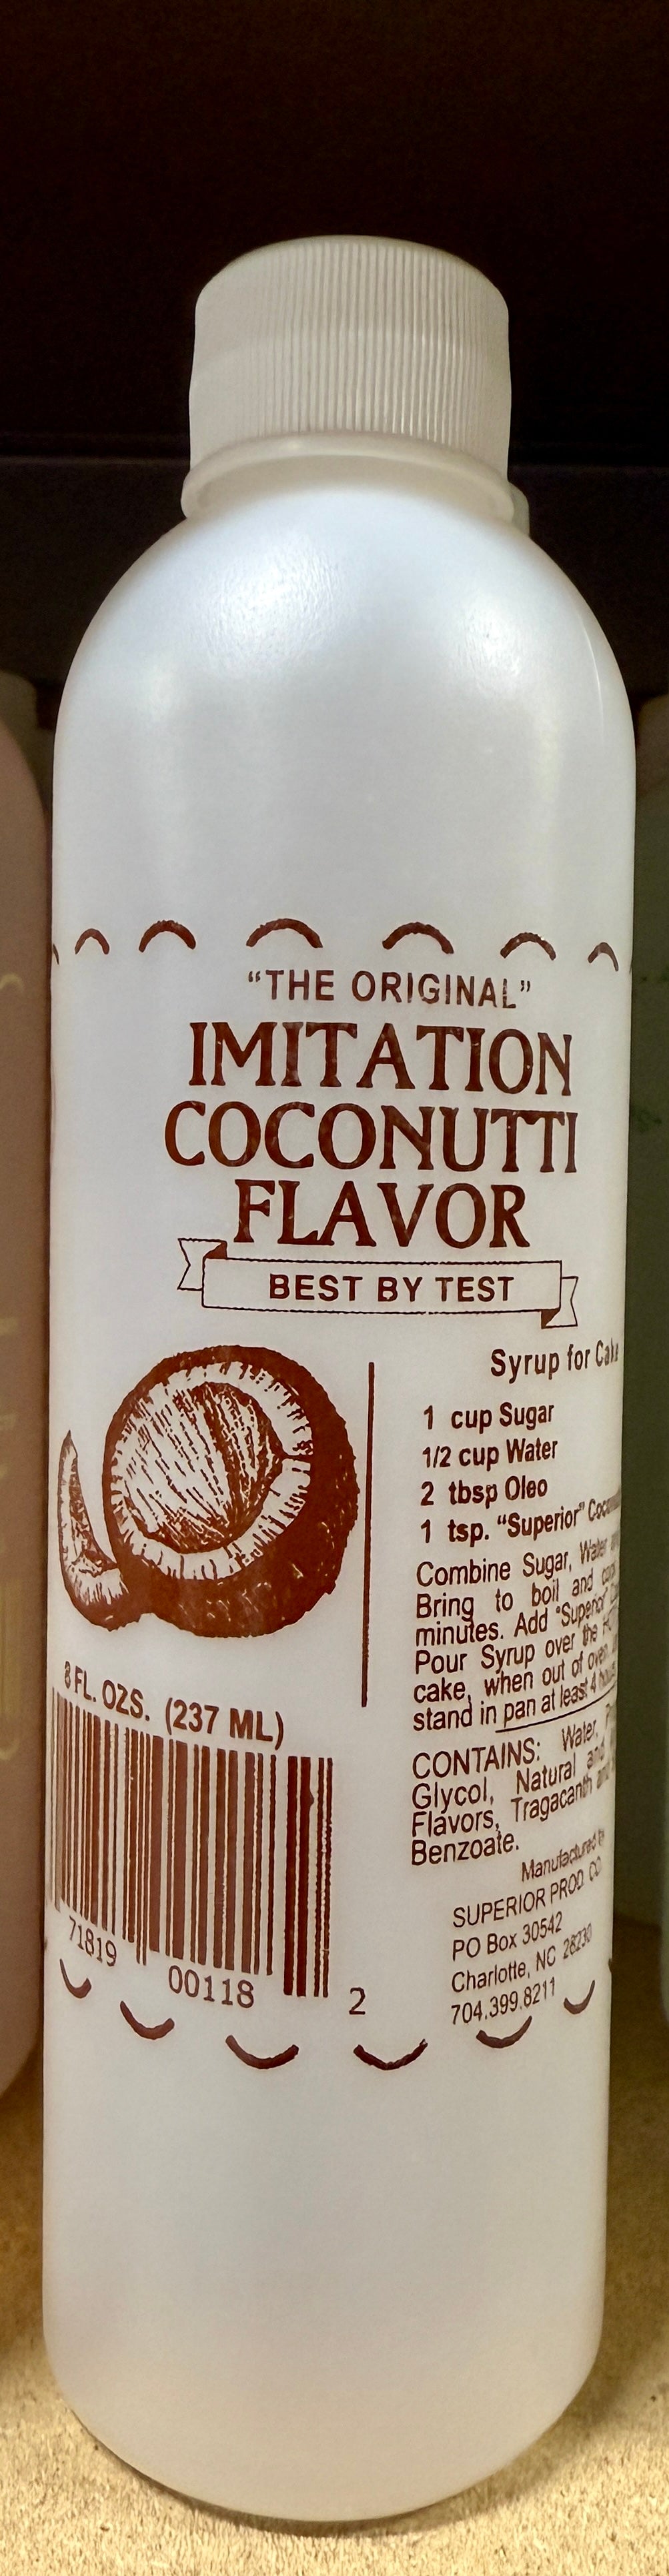 “THE ORIGINAL”
IMITATION
COCONUTTI
FLAVOR
BEST BY TEST
Syrup for
1 cup Sugar
1/2 cup Water
2 tbsp Oleo
1 tsp. “Superior”
Combine Sugar, Water
Bring to boil and
minutes. Add “Superior”
Pour Syrup over the
cake, when out of oven
stand in pan at least 4
CONTAINS: Water,
Glycol, Natural and
Flavors, Tragacanth and
Benzoate.
Manufactured by
SUPERIOR PROD. CO.
PO Box 30542
Charlotte, NC 28230
704.399.8211
8 FL. OZS. (237 ML)
71819 00118 2